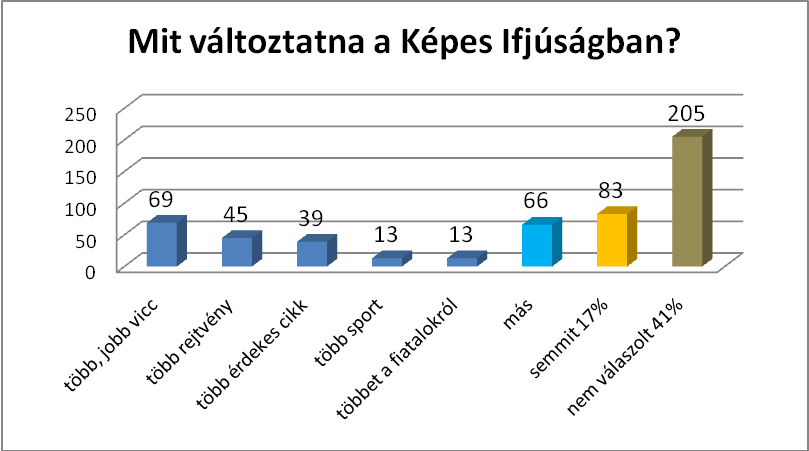 Mit változtatna a Képes Ifjúságban?
250
200
150
100
50
0
69
45
39
13
13
66
83
205
több, jobb vicc
több rejtvény
több érdekes cikk
több sport
többet a fiatalokról
más
semmit 17%
nem válaszolt 41%